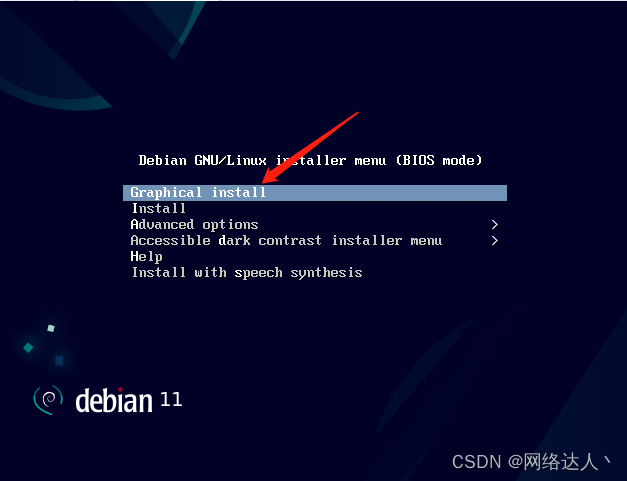 Debian GNU/Linux installer menu (BIOS mode)
Graphical install
Install
Advanced options >
Accessible dark contrast installer menu >
Help
Install with speech synthesis
debian 11
CSDN @网络达人丶